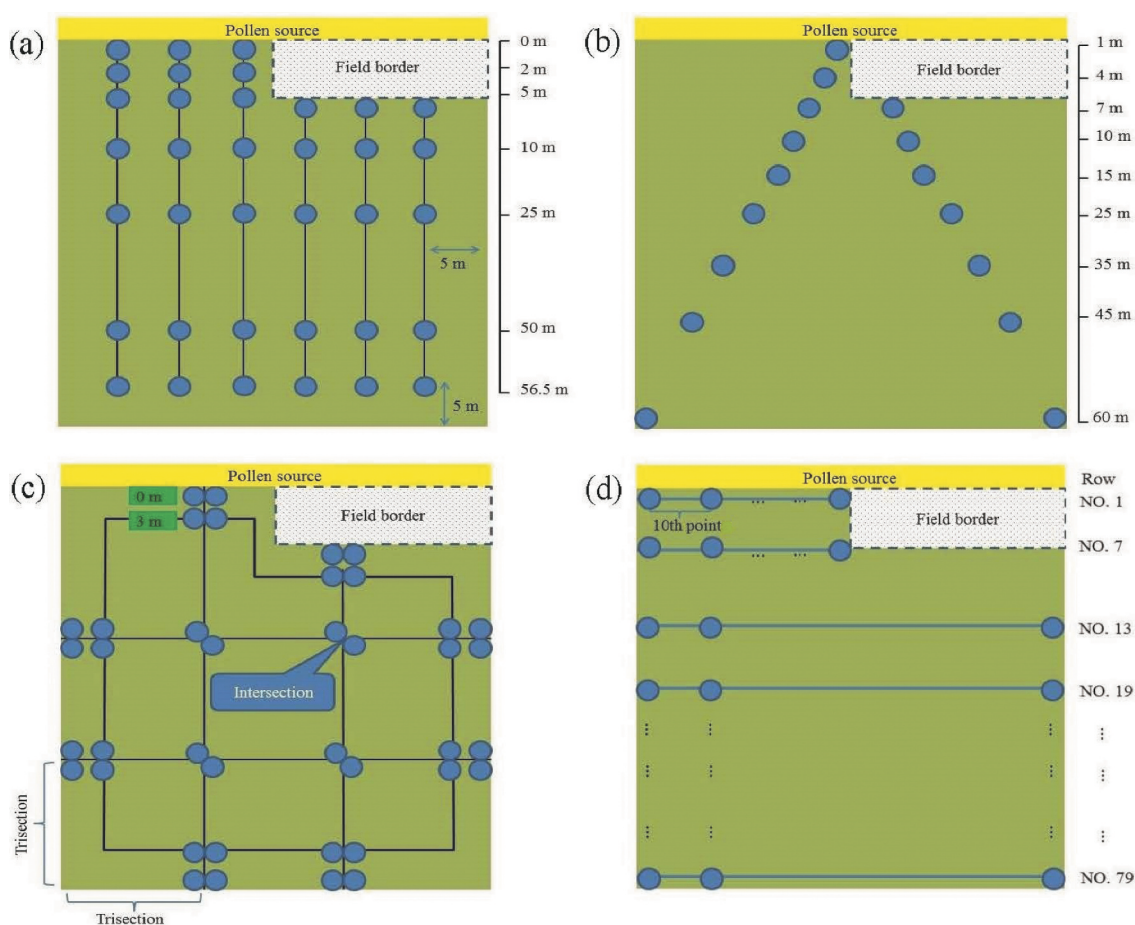 (a)
Pollen source
Field border
0 m
2 m
5 m
10 m
25 m
50 m
56.5 m
5 m
5 m
(b)
Pollen source
Field border
1 m
4 m
7 m
10 m
15 m
25 m
35 m
45 m
60 m
(c)
Pollen source
0 m
3 m
Field border
Intersection
Trisection
Trisection
(d)
Pollen source
Field border
10th point
... ...
... ...
Row
NO. 1
NO. 7
NO. 13
NO. 19
NO. 79